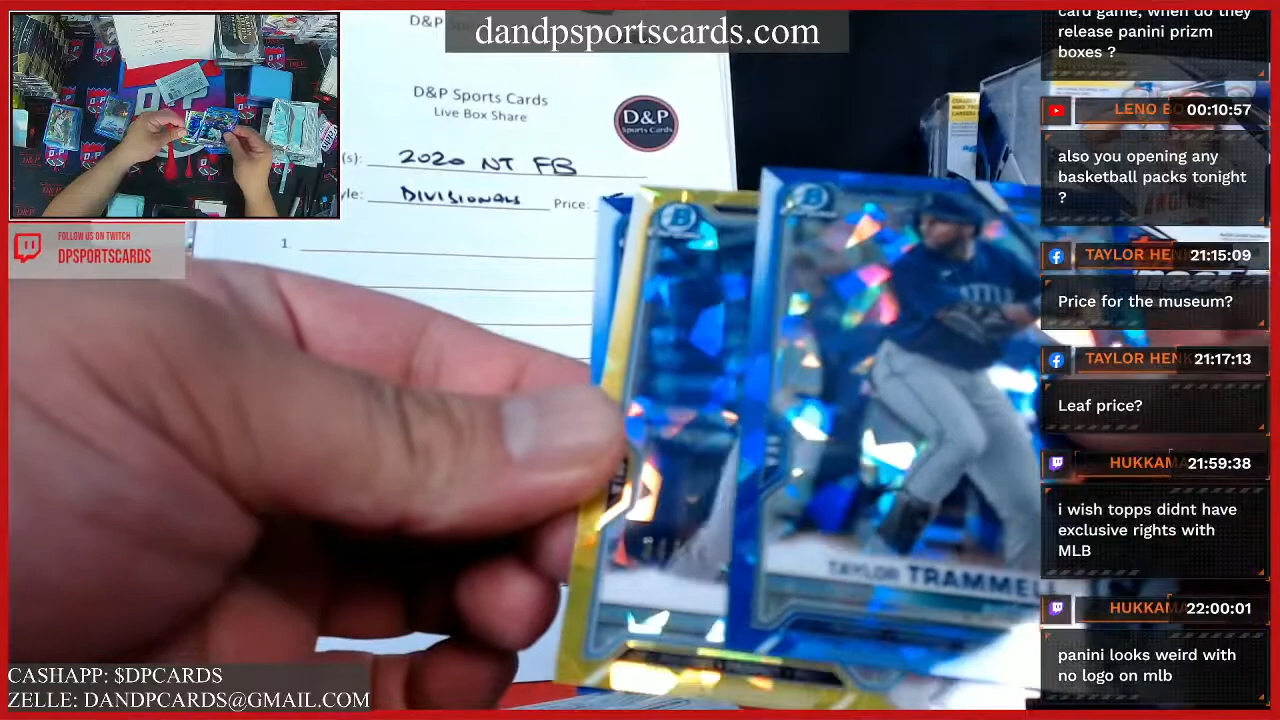 dandpsportscards.com
D&P Sports Cards
Live Box Share
D&P
Sports Cards
2020 NT FB
DIVISIONALS
Price:
1.
FOLLOW US ON TWITCH
DPSPORTSCARDS
B
B
TAYLOR TRAMMELL
CASHAPP: $DPCARDS
ZELLE: DANDPCARDS@GMAIL.COM
card game, when do they
release panini prizm
boxes ?
LENO 00:10:57
also you opening any
basketball packs tonight
?
TAYLOR HEN 21:15:09
Price for the museum?
TAYLOR HEN 21:17:13
Leaf price?
HUKKAM 21:59:38
i wish topps didnt have
exclusive rights with
MLB
HUKKAM 22:00:01
panini looks weird with
no logo on mlb